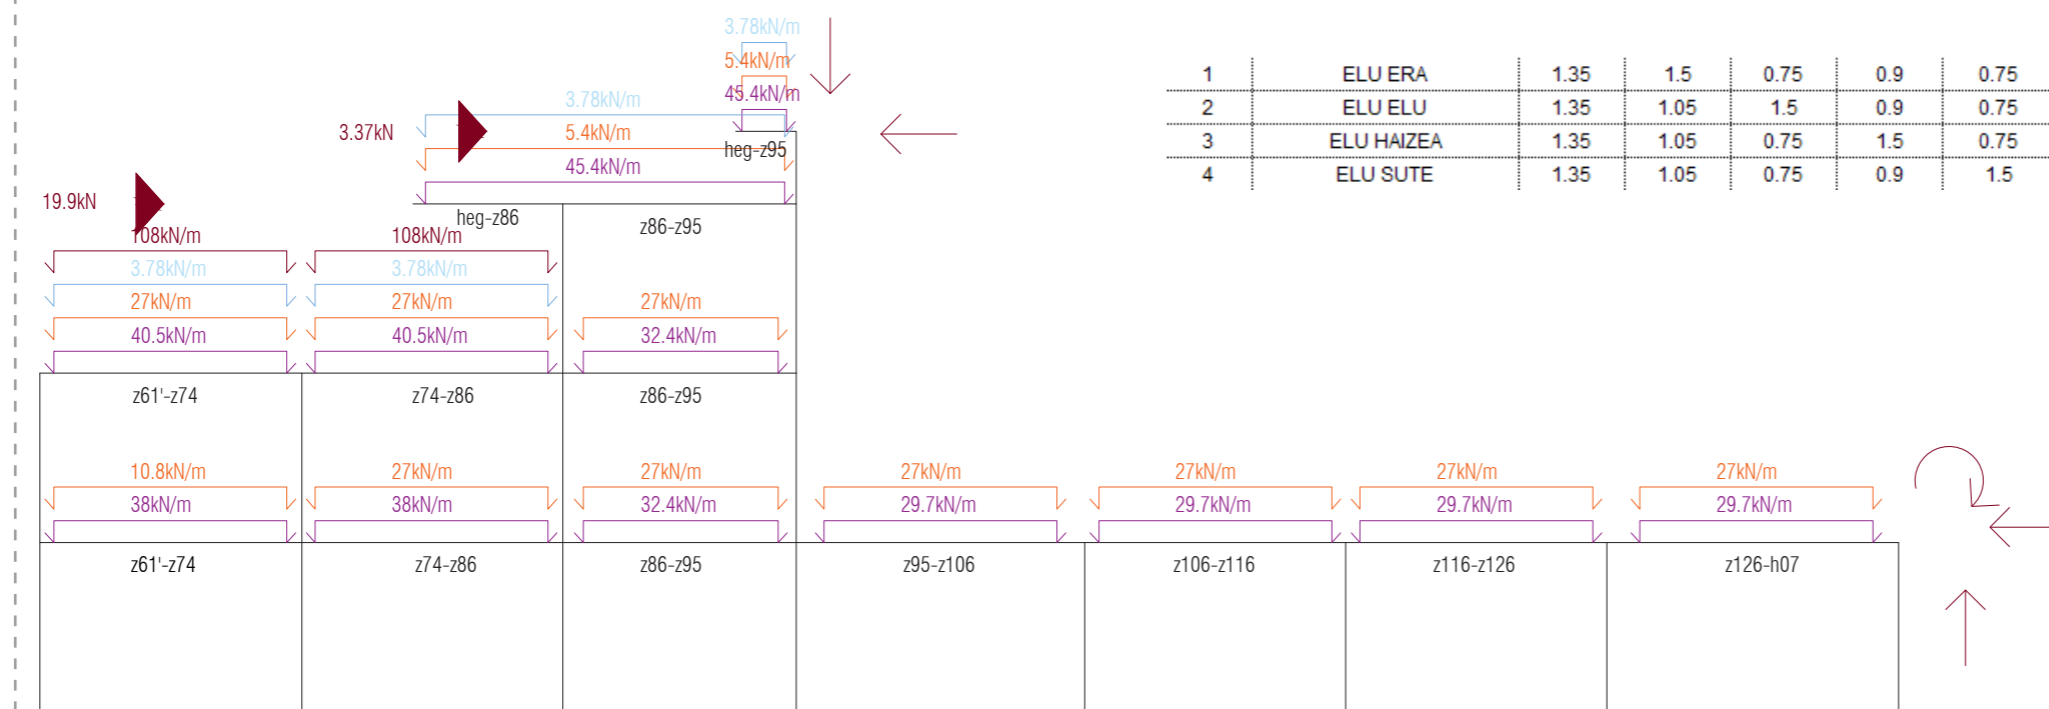 3.78kN/m
5.4kN/m
45.4kN/m
heg-z95
1 ELU ERA 1.35 1.5 0.75 0.9 0.75
2 ELU ELU 1.35 1.05 1.5 0.9 0.75
3 ELU HAIZEA 1.35 1.05 0.75 1.5 0.75
4 ELU SUTE 1.35 1.05 0.75 0.9 1.5
3.37kN
3.78kN/m
5.4kN/m
45.4kN/m
heg-z86 z86-z95
19.9kN
108kN/m 108kN/m
3.78kN/m 3.78kN/m
27kN/m 27kN/m 27kN/m
40.5kN/m 40.5kN/m 32.4kN/m
z61'-z74 z74-z86 z86-z95
10.8kN/m 27kN/m 27kN/m 27kN/m 27kN/m 27kN/m 27kN/m
38kN/m 38kN/m 32.4kN/m 29.7kN/m 29.7kN/m 29.7kN/m 29.7kN/m
z61'-z74 z74-z86 z86-z95 z95-z106 z106-z116 z116-z126 z126-h07